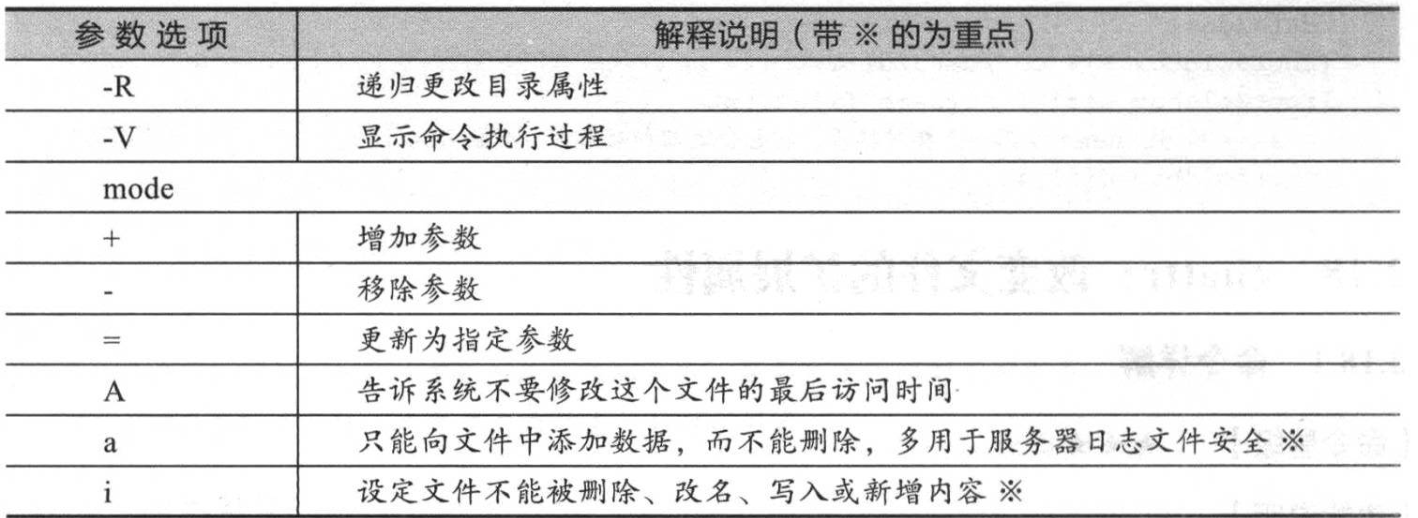 参数选项 解释说明（带 ※ 的为重点）
-R 递归更改目录属性
-V 显示命令执行过程
mode
+ 增加参数
- 移除参数
= 更新为指定参数
A 告诉系统不要修改这个文件的最后访问时间
a 只能向文件中添加数据，而不能删除，多用于服务器日志文件安全 ※
i 设定文件不能被删除、改名、写入或新增内容 ※